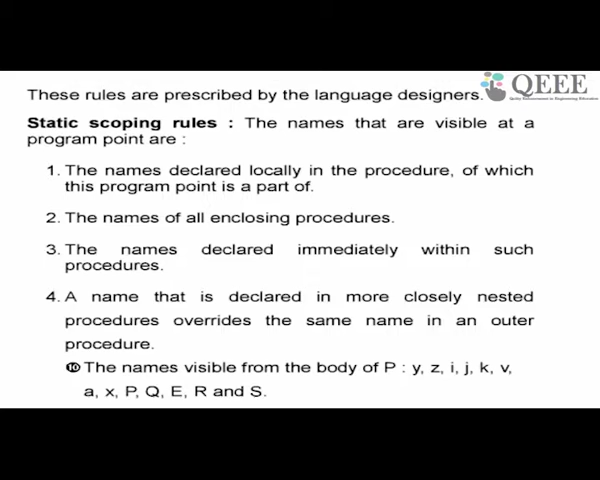 QEEE
These rules are prescribed by the language designers.
Static scoping rules : The names that are visible at a
program point are :
1. The names declared locally in the procedure, of which
this program point is a part of.
2. The names of all enclosing procedures.
3. The names declared immediately within such
procedures.
4. A name that is declared in more closely nested
procedures overrides the same name in an outer
procedure.
❿ The names visible from the body of P : y, z, i, j, k, v,
a, x, P, Q, E, R and S.